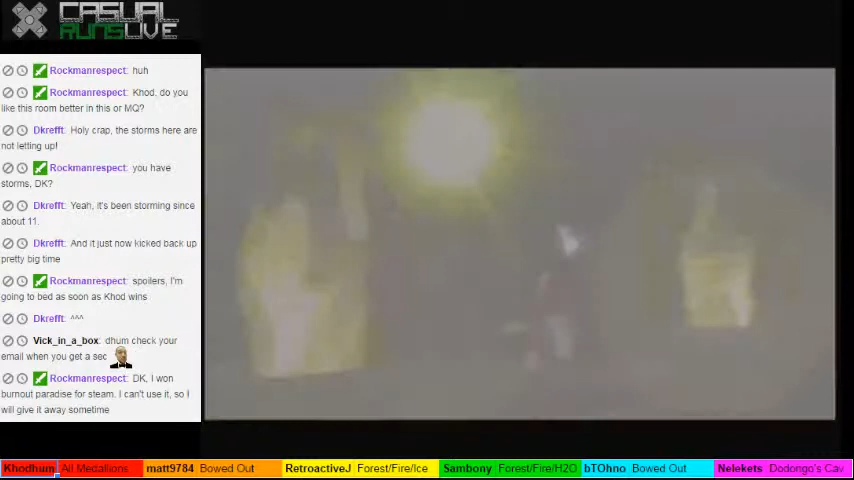 CASUAL
RUNSLIVE
Rockmanrespect: huh
Rockmanrespect: Khod, do you
like this room better in this or MQ?
Dkrefft: Holy crap, the storms here are
not letting up!
Rockmanrespect: you have
storms, DK?
Dkrefft: Yeah, it's been storming since
about 11.
Dkrefft: And it just now kicked back up
pretty big time
Rockmanrespect: spoilers, I'm
going to bed as soon as Khod wins
Dkrefft: ^^^
Vick_in_a_box: dhum check your
email when you get a sec
Rockmanrespect: DK, I won
burnout paradise for steam. I can't use it, so I
will give it away sometime
Khodhum All Medallions matt9784 Bowed Out RetroactiveJ Forest/Fire/Ice Sambony Forest/Fire/H2O bTOhno Bowed Out Nelekets Dodongo's Cav